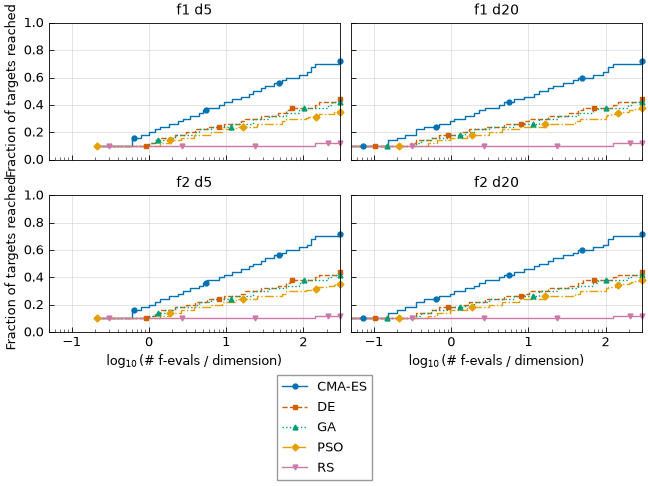 f1 d5
f1 d20
Fraction of targets reached
1.0
0.8
0.6
0.4
0.2
0.0
f2 d5
f2 d20
Fraction of targets reached
1.0
0.8
0.6
0.4
0.2
0.0
−1 0 1 2
−1 0 1 2
log₁₀(# f-evals / dimension)
log₁₀(# f-evals / dimension)
CMA-ES
DE
GA
PSO
RS